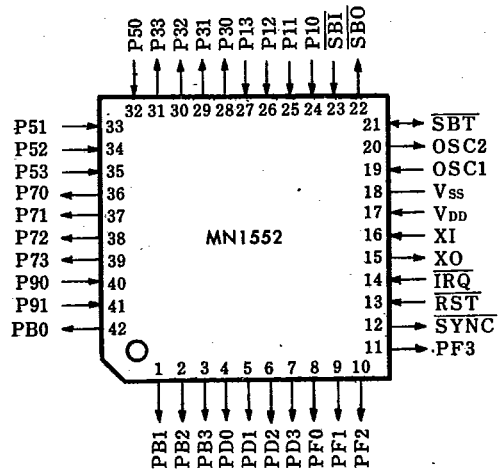 P50 P33 P32 P31 P30 P13 P12 P11 P10 SBI SBO
32 31 30 29 28 27 26 25 24 23 22
P51 33 21 SBT
P52 34 20 OSC2
P53 35 19 OSC1
P70 36 18 VSS
P71 37 17 VDD
P72 38 MN1552 16 XI
P73 39 15 XO
P90 40 14 IRQ
P91 41 13 RST
PB0 42 12 SYNC
11 PF3
1 2 3 4 5 6 7 8 9 10
PB1 PB2 PB3 PD0 PD1 PD2 PD3 PF0 PF1 PF2